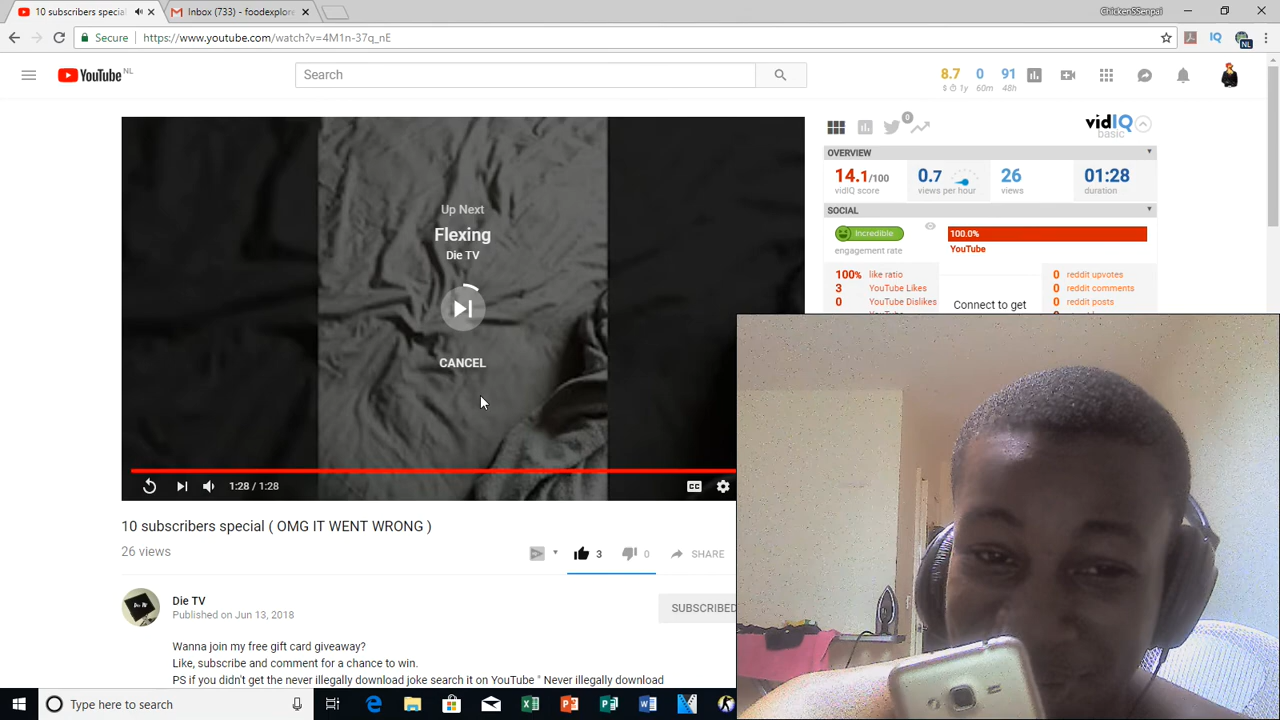 10 subscribers special
Inbox (733) - foodexplore
ChickenSSenpai
Secure
https://www.youtube.com/watch?v=4M1n-37q_nE
IQ
NL
YouTube NL
Search
8.7 0 91
$ 1y 60m 48h
0
vidIQ
basic
OVERVIEW
14.1/100 0.7 26 01:28
vidIQ score views per hour views duration
SOCIAL
Incredible 100.0%
engagement rate YouTube
100% like ratio
3 YouTube Likes
0 YouTube Dislikes
Connect to get
0 reddit upvotes
0 reddit comments
0 reddit posts
Up Next
Flexing
Die TV
CANCEL
1:28 / 1:28
CC
10 subscribers special ( OMG IT WENT WRONG )
26 views
3 0 SHARE
Die TV
Published on Jun 13, 2018
SUBSCRIBED
Wanna join my free gift card giveaway?
Like, subscribe and comment for a chance to win.
PS if you didn't get the never illegally download joke search it on YouTube " Never illegally download
Type here to search